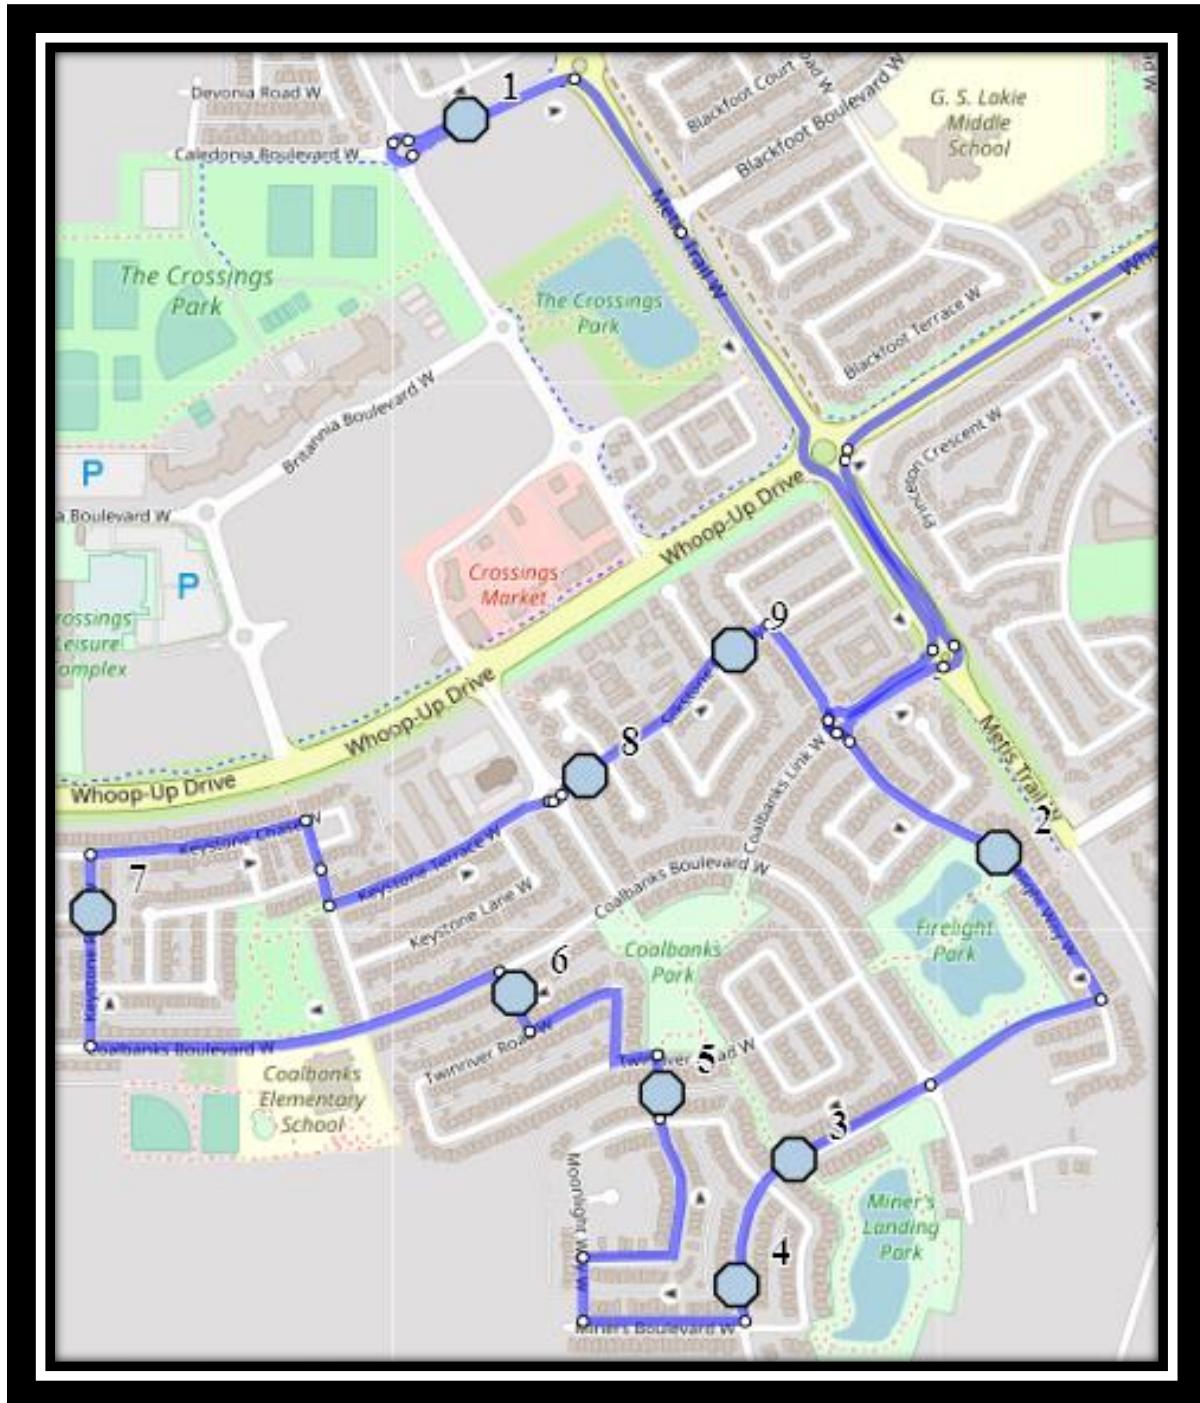 1
Devonia Road W
Caledonia Boulevard W
Blackfoot Court
Blackfoot Boulevard W
G. S. Lakie
Middle
School
Metis Trail W
The Crossings
Park
The Crossings
Park
Blackfoot Terrace W
Britannia Boulevard W
P
Princeton Crescent W
a Boulevard W
Whoop-Up Drive
P
Crossings
Market
rossings
Leisure
omplex
9
Whoop-Up Drive
8
Metis Trail W
Whoop-Up Drive
Coalbanks Link W
2
Keystone Chase W
7
Keystone Terrace W
Coalbanks Boulevard W
Keystone Lane W
Firelight
Park
6
Coalbanks
Park
Keystone
Coalbanks Boulevard W
Twinriver Road W
5
Coalbanks
Elementary
School
3
Moonlight W
Miner's
Landing
Park
4
Miners Boulevard W